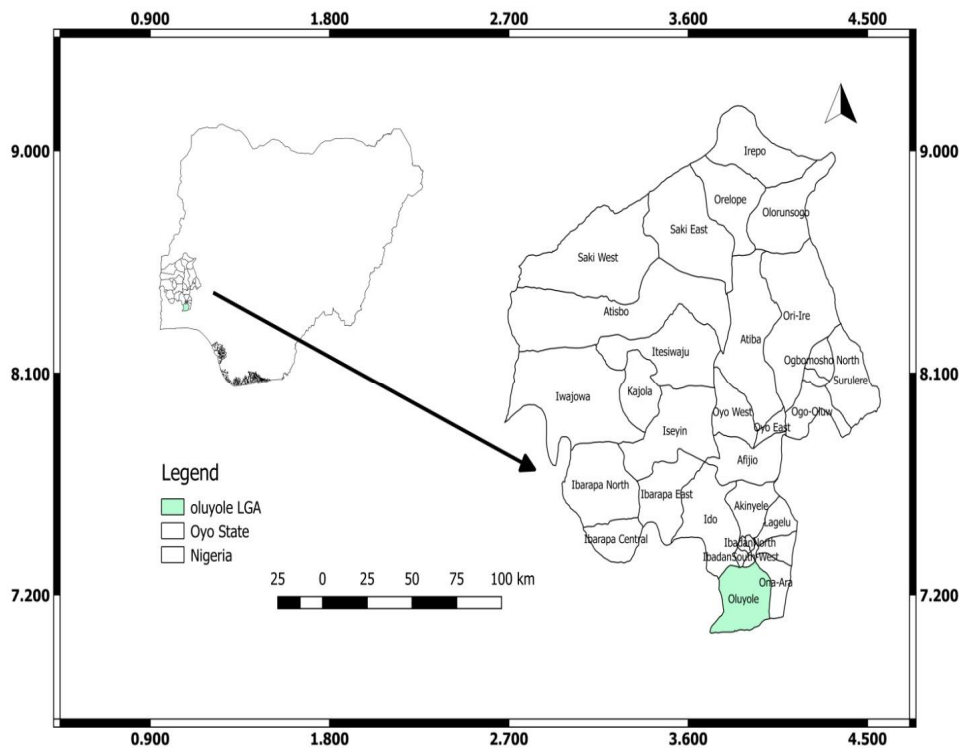 0.900 1.800 2.700 3.600 4.500
9.000 9.000
Irepo
Orelope
Olorunsogo
Saki East
Saki West
Atisbo
Ori-Ire
Atiba
Itesiwaju
Ogbomosho North
8.100 8.100
Surulere
Kajola
Iwajowa
Oyo West
Ogo-Oluw
Oyo East
Iseyin
Afijio
Legend
Ibarapa North
Ibarapa East
oluyole LGA
Akinyele
Ido
Lagelu
Oyo State
Ibarapa Central
IbadanNorth
Nigeria
IbadanSouth-West
25 0 25 50 75 100 km
Ona-Ara
7.200 7.200
Oluyole
0.900 1.800 2.700 3.600 4.500